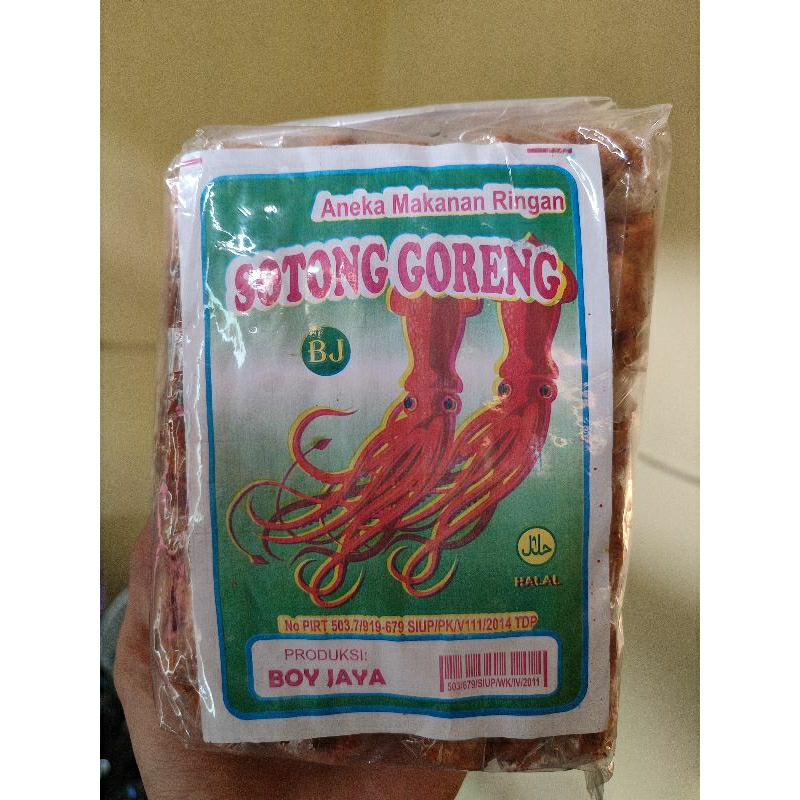 Aneka Makanan Ringan
SOTONG GORENG
BJ
حلال
HALAL
No PIRT 503.7/919-679 SIUP/PK/V111/2014 TDP
PRODUKSI:
BOY JAYA
503/679/SIUP/WK/IV/2011